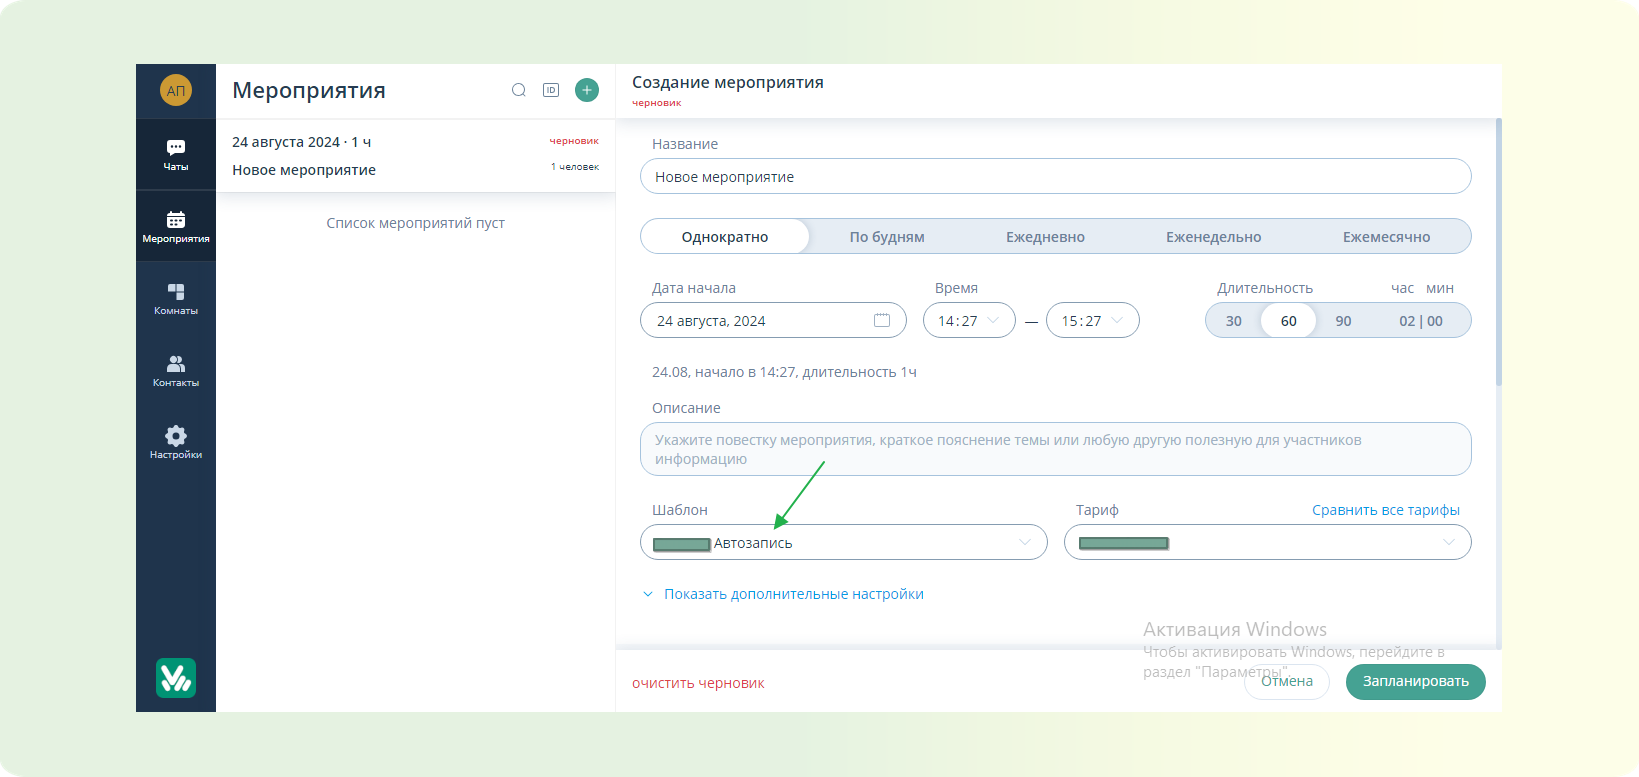 АП
Чаты
Мероприятия
Комнаты
Контакты
Настройки
Мероприятия
ID
24 августа 2024 · 1 ч
черновик
Новое мероприятие
1 человек
Список мероприятий пуст
Создание мероприятия
черновик
Название
Новое мероприятие
Однократно По будням Ежедневно Еженедельно Ежемесячно
Дата начала Время Длительность час мин
24 августа, 2024 14:27 — 15:27 30 60 90 02 | 00
24.08, начало в 14:27, длительность 1ч
Описание
Укажите повестку мероприятия, краткое пояснение темы или любую другую полезную для участников
информацию
Шаблон Тариф Сравнить все тарифы
Автозапись
Показать дополнительные настройки
Активация Windows
Чтобы активировать Windows, перейдите в
раздел "Параметры".
очистить черновик Отмена Запланировать